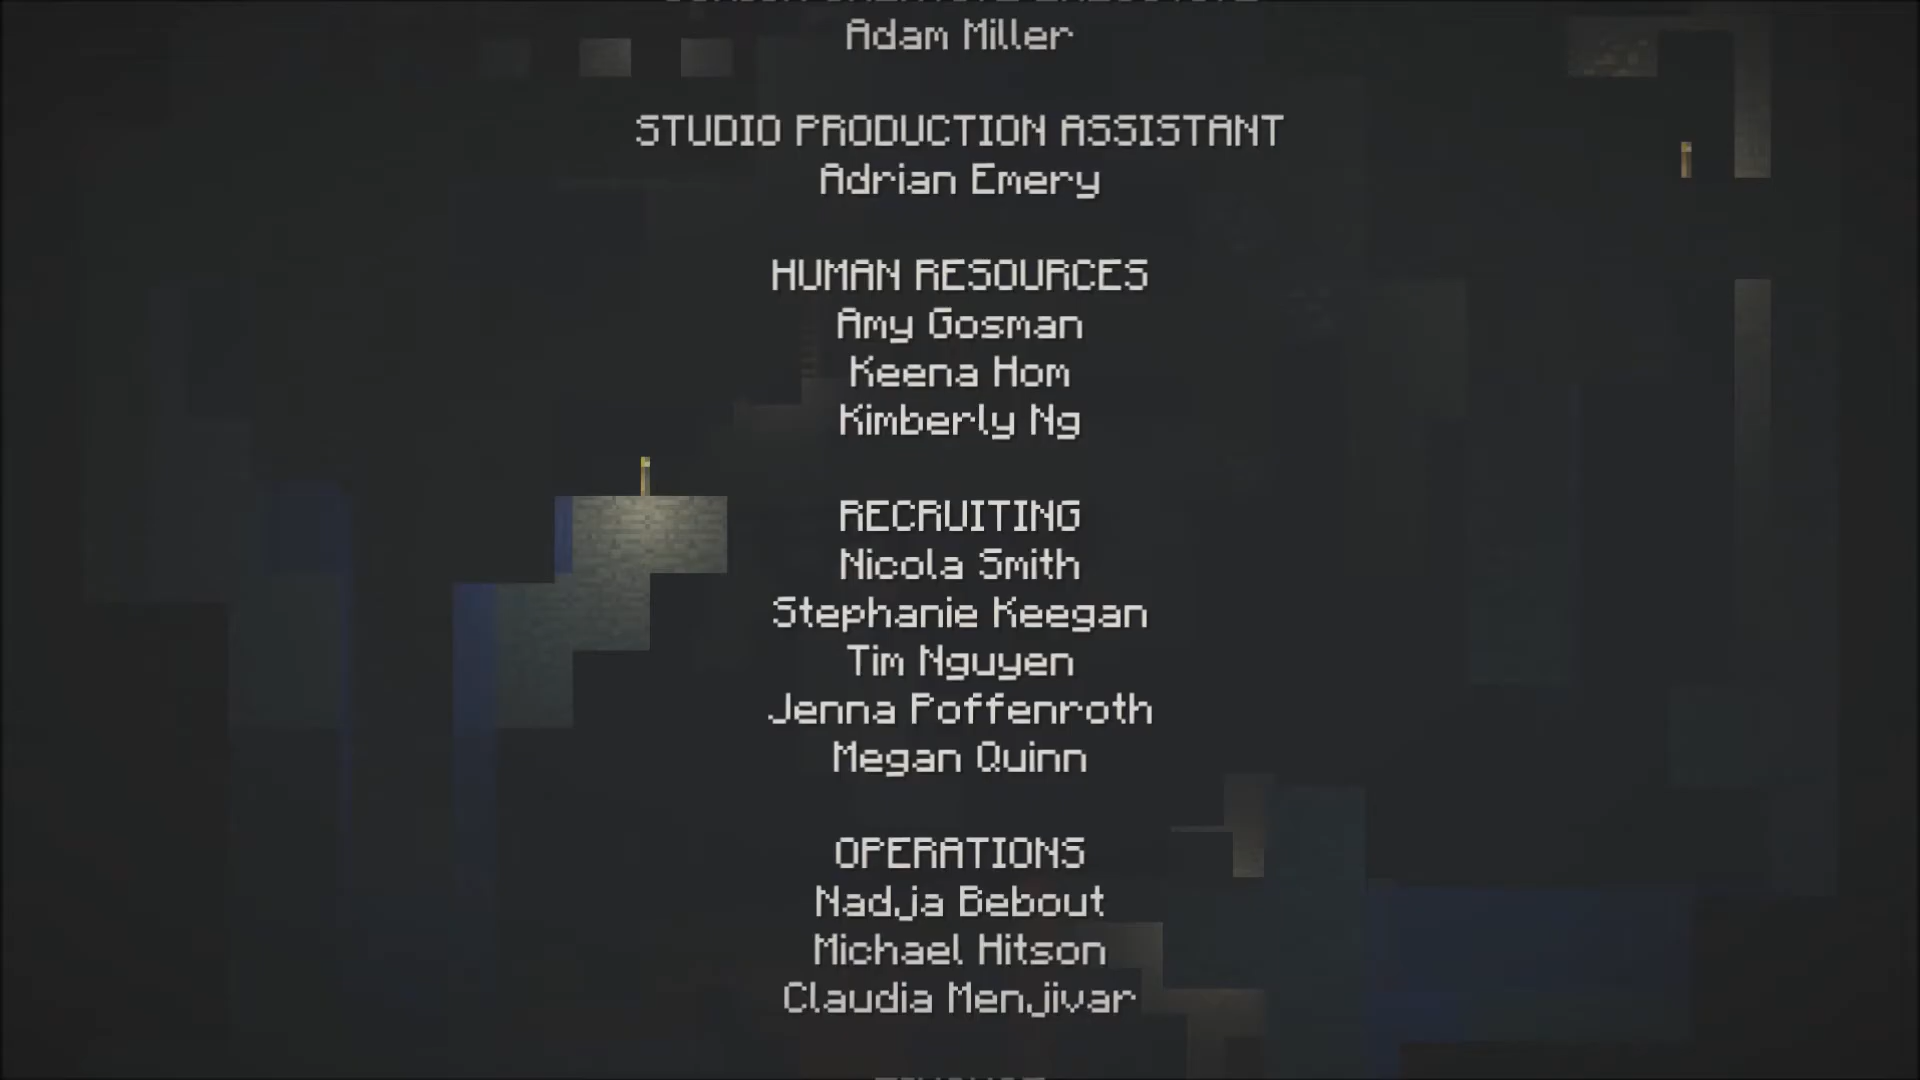 Adam Miller
STUDIO PRODUCTION ASSISTANT
Adrian Emery
HUMAN RESOURCES
Amy Gosman
Keena Hom
Kimberly Ng
RECRUITING
Nicola Smith
Stephanie Keegan
Tim Nguyen
Jenna Poffenroth
Megan Quinn
OPERATIONS
Nadja Bebout
Michael Hitson
Claudia Menjivar